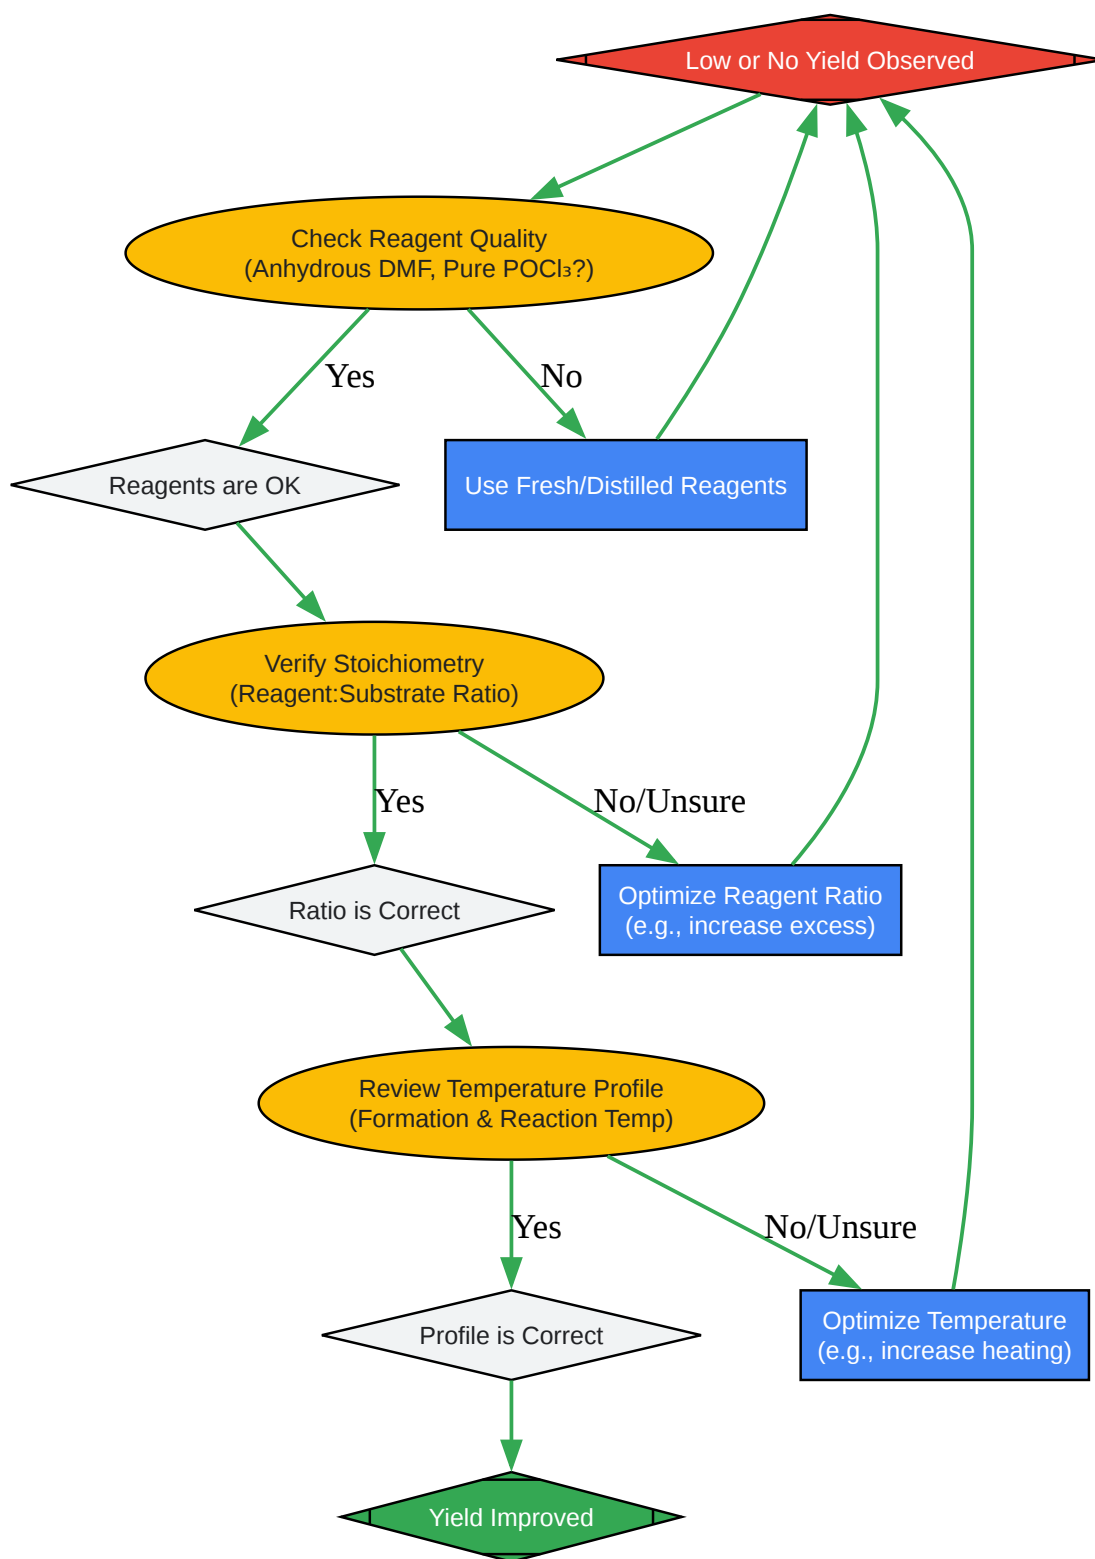 Low or No Yield Observed
Check Reagent Quality
(Anhydrous DMF, Pure POCl₃?)
Yes
No
Reagents are OK
Use Fresh/Distilled Reagents
Verify Stoichiometry
(Reagent:Substrate Ratio)
Yes
No/Unsure
Ratio is Correct
Optimize Reagent Ratio
(e.g., increase excess)
Review Temperature Profile
(Formation & Reaction Temp)
Yes
No/Unsure
Profile is Correct
Optimize Temperature
(e.g., increase heating)
Yield Improved